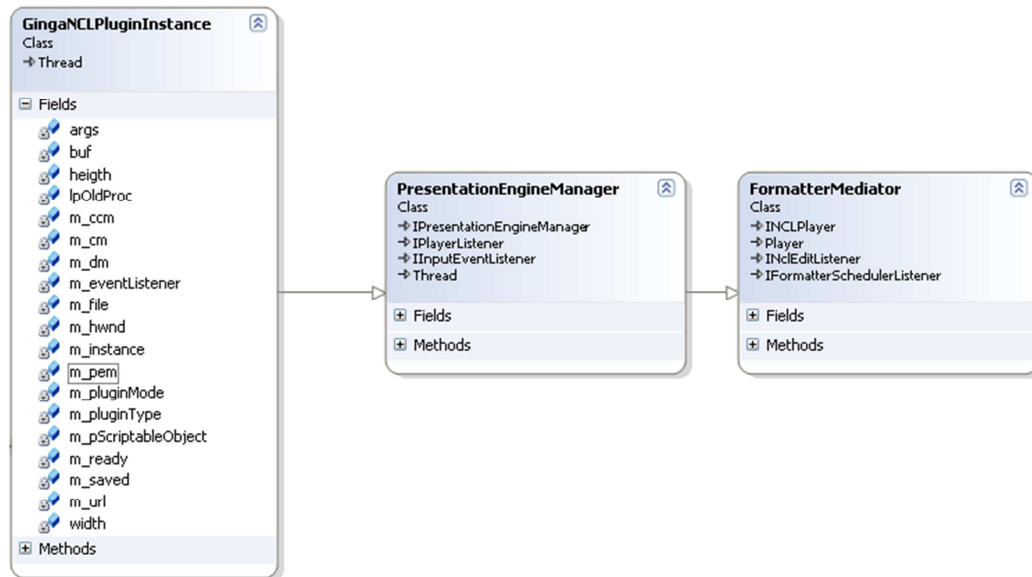 GingaNCLPluginInstance
Class
Thread
Fields
args
buf
heigth
lpOldProc
m_ccm
m_cm
m_dm
m_eventListener
m_file
m_hwnd
m_instance
m_pem
m_pluginMode
m_pluginType
m_pScriptableObject
m_ready
m_saved
m_url
width
Methods
PresentationEngineManager
Class
IPresentationEngineManager
IPlayerListener
IInputEventListener
Thread
Fields
Methods
FormatterMediator
Class
INCLPlayer
Player
INclEditListener
IFormatterSchedulerListener
Fields
Methods